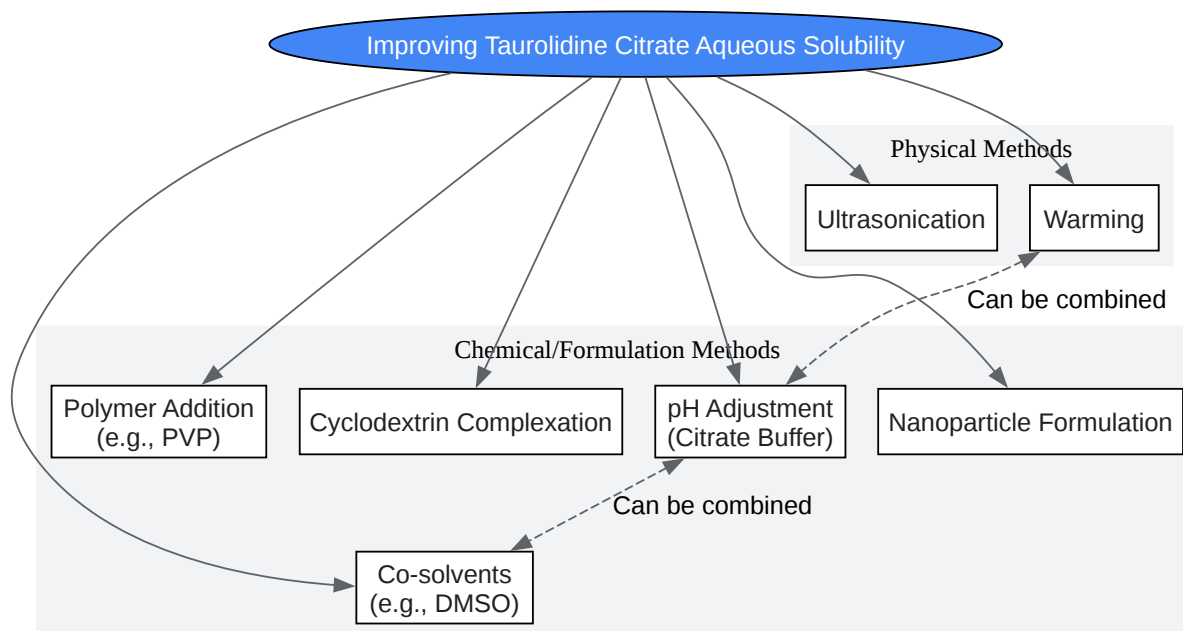 Improving Taurolidine Citrate Aqueous Solubility
Physical Methods
Ultrasonication
Warming
Can be combined
Chemical/Formulation Methods
Polymer Addition
(e.g., PVP)
Cyclodextrin Complexation
pH Adjustment
(Citrate Buffer)
Nanoparticle Formulation
Can be combined
Co-solvents
(e.g., DMSO)